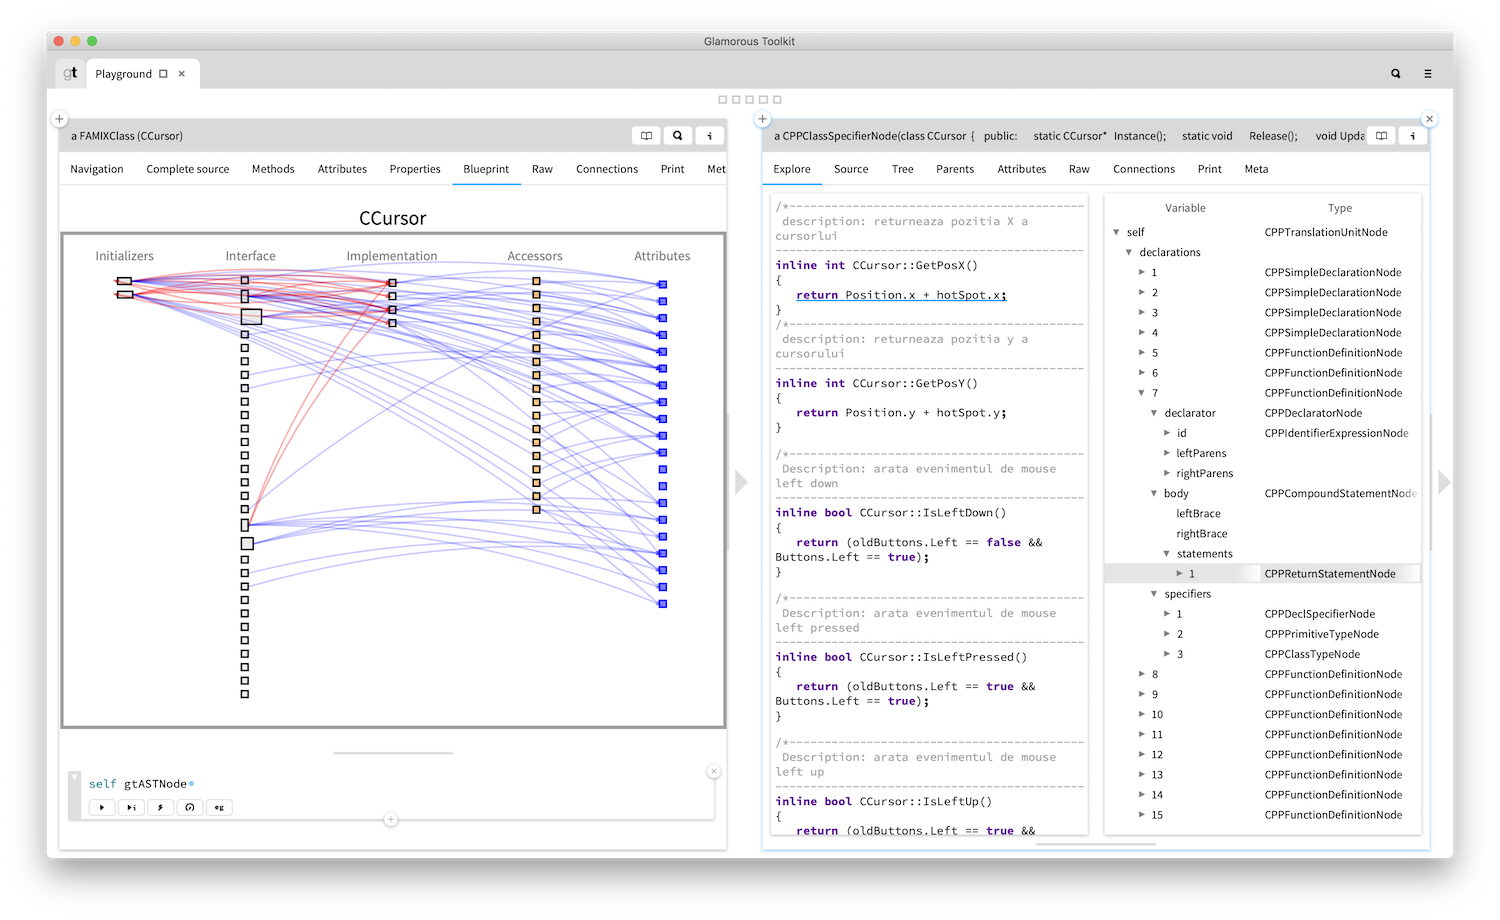 Glamorous Toolkit
gt Playground
a FAMIXClass (CCursor)
Navigation Complete source Methods Attributes Properties Blueprint Raw Connections Print Met
CCursor
Initializers Interface Implementation Accessors Attributes
self gtASTNode
i eg
a CPPClassSpecifierNode(class CCursor { public: static CCursor* Instance(); static void Release(); void Upda
Explore Source Tree Parents Attributes Raw Connections Print Meta
/*------------------------------------------
description: returneaza pozitia X a
cursorlui
---------------------------------------------
inline int CCursor::GetPosX()
{
return Position.x + hotSpot.x;
}
/*------------------------------------------
description: returneaza pozitia y a
cursorului
---------------------------------------------
inline int CCursor::GetPosY()
{
return Position.y + hotSpot.y;
}
/*------------------------------------------
Description: arata evenimentul de mouse
left down
---------------------------------------------
inline bool CCursor::IsLeftDown()
{
return (oldButtons.Left == false &&
Buttons.Left == true);
}
/*------------------------------------------
Description: arata evenimentul de mouse
left pressed
---------------------------------------------
inline bool CCursor::IsLeftPressed()
{
return (oldButtons.Left == true &&
Buttons.Left == true);
}
/*------------------------------------------
Description: arata evenimentul de mouse
left up
---------------------------------------------
inline bool CCursor::IsLeftUp()
{
return (oldButtons.Left == true &&
Variable Type
self CPPTranslationUnitNode
declarations
1 CPPSimpleDeclarationNode
2 CPPSimpleDeclarationNode
3 CPPSimpleDeclarationNode
4 CPPSimpleDeclarationNode
5 CPPFunctionDefinitionNode
6 CPPFunctionDefinitionNode
7 CPPFunctionDefinitionNode
declarator CPPDeclaratorNode
id CPPIdentifierExpressionNode
leftParens
rightParens
body CPPCompoundStatementNode
leftBrace
rightBrace
statements
1 CPPReturnStatementNode
specifiers
1 CPPDeclSpecifierNode
2 CPPPrimitiveTypeNode
3 CPPClassTypeNode
8 CPPFunctionDefinitionNode
9 CPPFunctionDefinitionNode
10 CPPFunctionDefinitionNode
11 CPPFunctionDefinitionNode
12 CPPFunctionDefinitionNode
13 CPPFunctionDefinitionNode
14 CPPFunctionDefinitionNode
15 CPPFunctionDefinitionNode